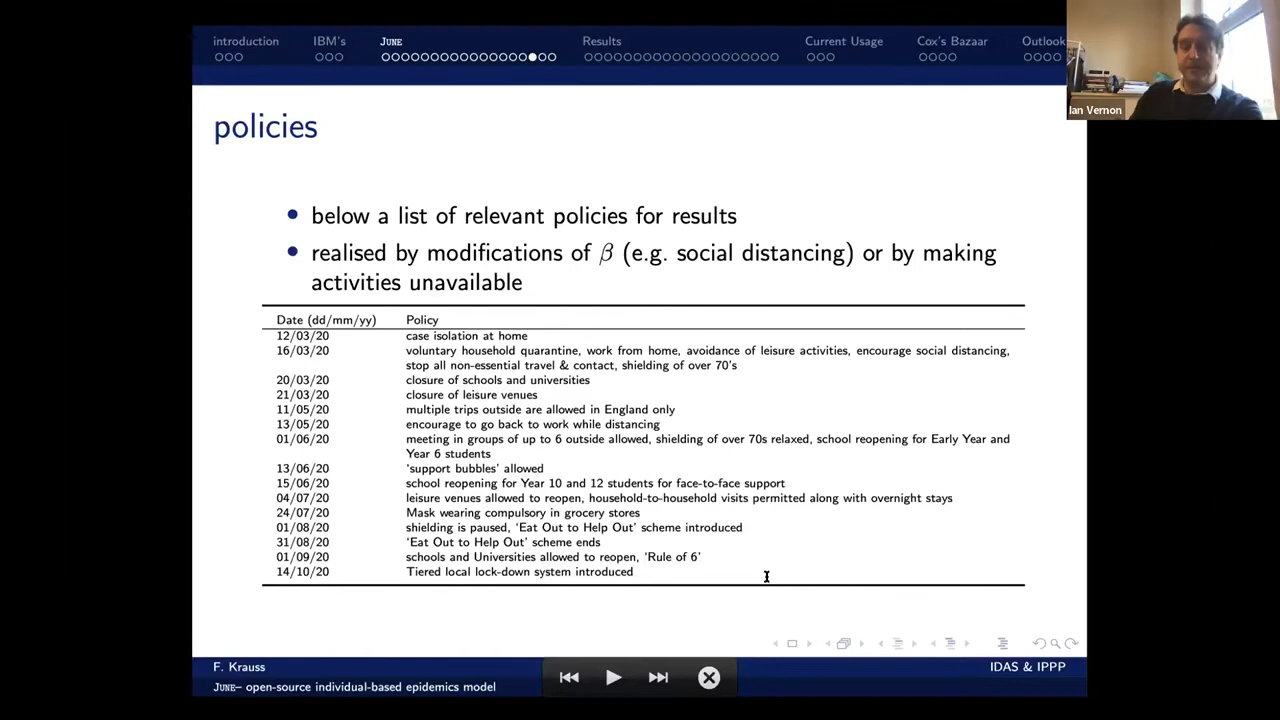 introduction IBM's JUNE Results Current Usage Cox's Bazaar Outlook
Ian Vernon
policies
• below a list of relevant policies for results
• realised by modifications of β (e.g. social distancing) or by making
activities unavailable
Date (dd/mm/yy) Policy
12/03/20 case isolation at home
16/03/20 voluntary household quarantine, work from home, avoidance of leisure activities, encourage social distancing,
stop all non-essential travel & contact, shielding of over 70's
20/03/20 closure of schools and universities
21/03/20 closure of leisure venues
11/05/20 multiple trips outside are allowed in England only
13/05/20 encourage to go back to work while distancing
01/06/20 meeting in groups of up to 6 outside allowed, shielding of over 70s relaxed, school reopening for Early Year and
Year 6 students
13/06/20 'support bubbles' allowed
15/06/20 school reopening for Year 10 and 12 students for face-to-face support
04/07/20 leisure venues allowed to reopen, household-to-household visits permitted along with overnight stays
24/07/20 Mask wearing compulsory in grocery stores
01/08/20 shielding is paused, 'Eat Out to Help Out' scheme introduced
31/08/20 'Eat Out to Help Out' scheme ends
01/09/20 schools and Universities allowed to reopen, 'Rule of 6'
14/10/20 Tiered local lock-down system introduced
F. Krauss IDAS & IPPP
JUNE– open-source individual-based epidemics model